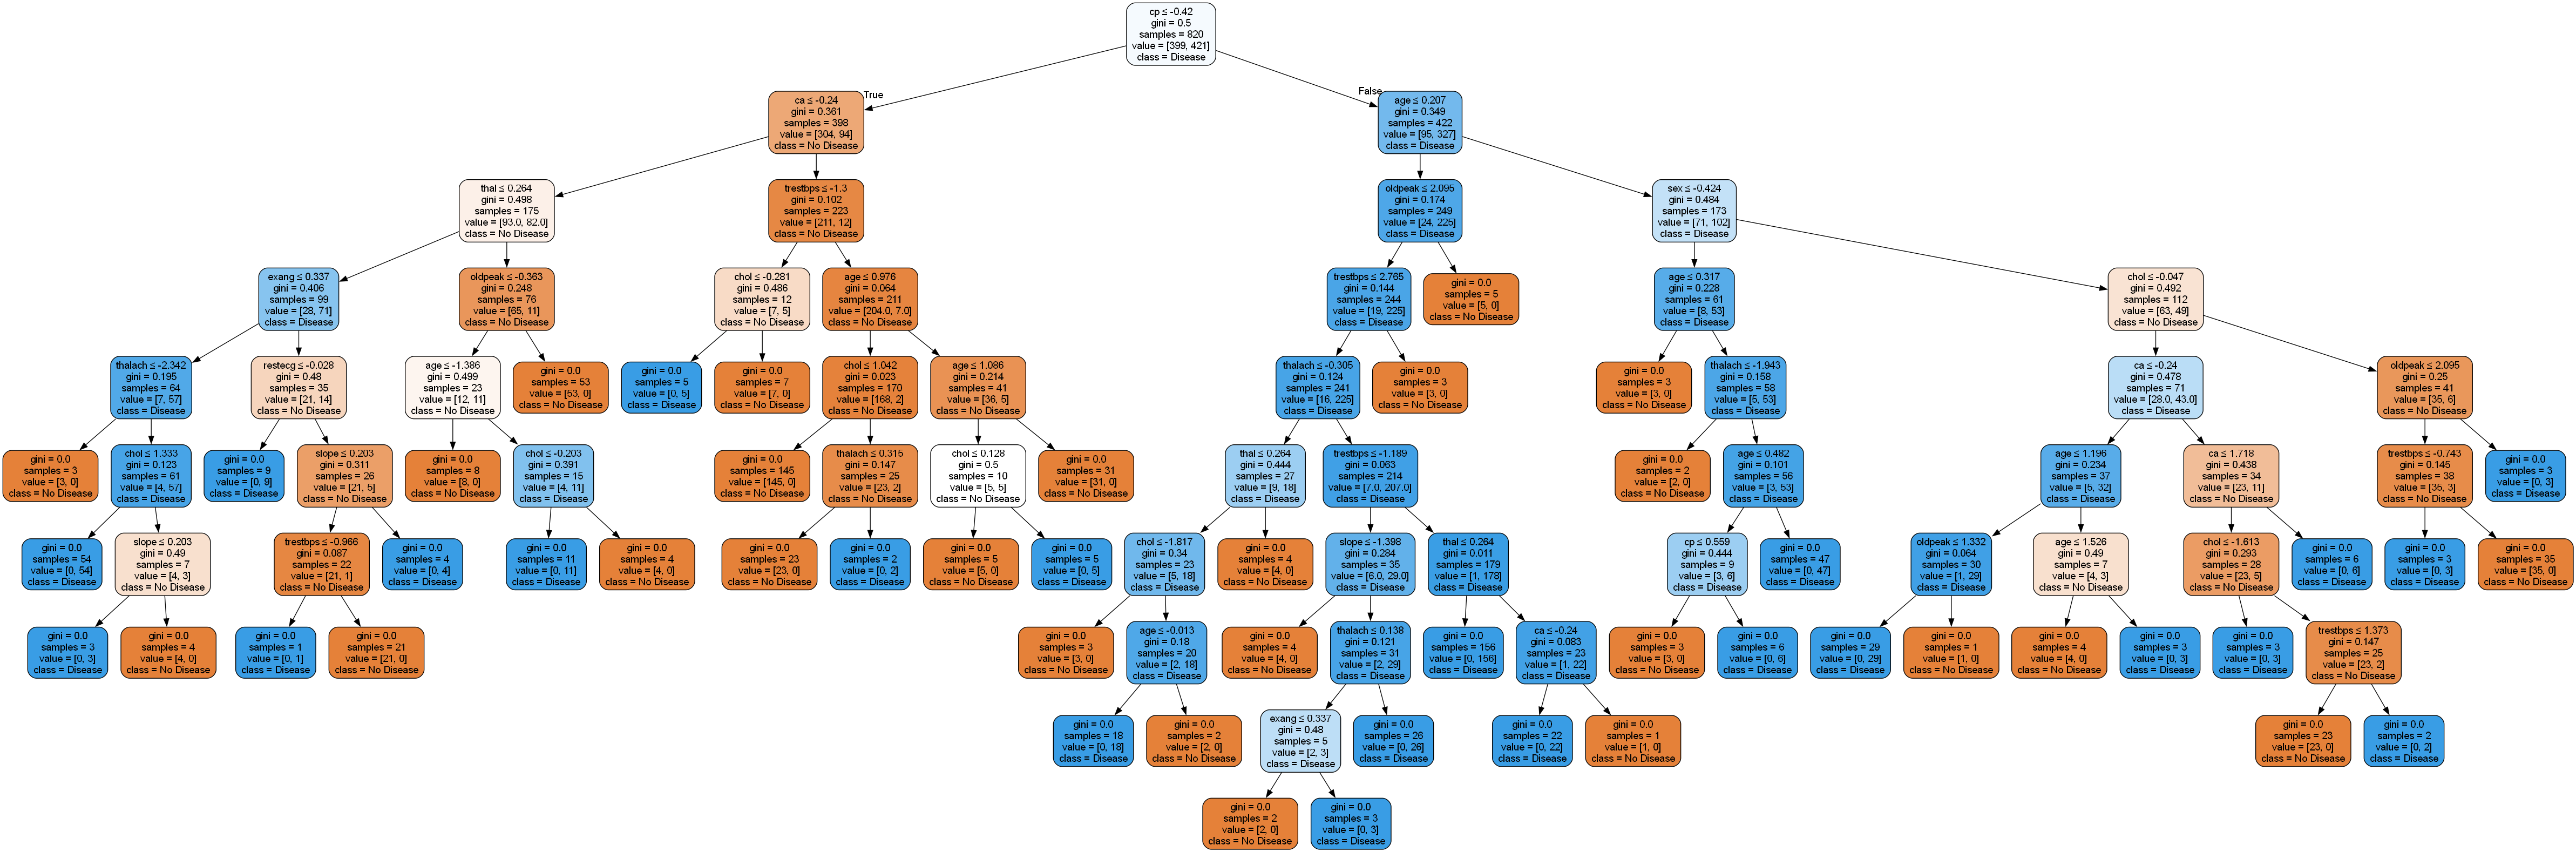 cp ≤ -0.42
gini = 0.5
samples = 820
value = [399, 421]
class = Disease
True
False
ca ≤ -0.24
gini = 0.361
samples = 398
value = [304, 94]
class = No Disease
age ≤ 0.207
gini = 0.349
samples = 422
value = [95, 327]
class = Disease
thal ≤ 0.264
gini = 0.498
samples = 175
value = [93.0, 82.0]
class = No Disease
trestbps ≤ -1.3
gini = 0.102
samples = 223
value = [211, 12]
class = No Disease
oldpeak ≤ 2.095
gini = 0.174
samples = 249
value = [24, 225]
class = Disease
sex ≤ -0.424
gini = 0.484
samples = 173
value = [71, 102]
class = Disease
exang ≤ 0.337
gini = 0.406
samples = 99
value = [28, 71]
class = Disease
oldpeak ≤ -0.363
gini = 0.248
samples = 76
value = [65, 11]
class = No Disease
chol ≤ -0.281
gini = 0.486
samples = 12
value = [7, 5]
class = No Disease
age ≤ 0.976
gini = 0.064
samples = 211
value = [204.0, 7.0]
class = No Disease
trestbps ≤ 2.765
gini = 0.144
samples = 244
value = [19, 225]
class = Disease
gini = 0.0
samples = 5
value = [5, 0]
class = No Disease
age ≤ 0.317
gini = 0.228
samples = 61
value = [8, 53]
class = Disease
chol ≤ -0.047
gini = 0.492
samples = 112
value = [63, 49]
class = No Disease
thalach ≤ -2.342
gini = 0.195
samples = 64
value = [7, 57]
class = Disease
restecg ≤ -0.028
gini = 0.48
samples = 35
value = [21, 14]
class = No Disease
age ≤ -1.386
gini = 0.499
samples = 23
value = [12, 11]
class = No Disease
gini = 0.0
samples = 53
value = [53, 0]
class = No Disease
gini = 0.0
samples = 5
value = [0, 5]
class = Disease
gini = 0.0
samples = 7
value = [7, 0]
class = No Disease
chol ≤ 1.042
gini = 0.023
samples = 170
value = [168, 2]
class = No Disease
age ≤ 1.086
gini = 0.214
samples = 41
value = [36, 5]
class = No Disease
thalach ≤ -0.305
gini = 0.124
samples = 241
value = [16, 225]
class = Disease
gini = 0.0
samples = 3
value = [3, 0]
class = No Disease
gini = 0.0
samples = 3
value = [3, 0]
class = No Disease
thalach ≤ -1.943
gini = 0.158
samples = 58
value = [5, 53]
class = Disease
ca ≤ -0.24
gini = 0.478
samples = 71
value = [28.0, 43.0]
class = Disease
oldpeak ≤ 2.095
gini = 0.25
samples = 41
value = [35, 6]
class = No Disease
gini = 0.0
samples = 3
value = [3, 0]
class = No Disease
chol ≤ 1.333
gini = 0.123
samples = 61
value = [4, 57]
class = Disease
gini = 0.0
samples = 9
value = [0, 9]
class = Disease
slope ≤ 0.203
gini = 0.311
samples = 26
value = [21, 5]
class = No Disease
gini = 0.0
samples = 8
value = [8, 0]
class = No Disease
chol ≤ -0.203
gini = 0.391
samples = 15
value = [4, 11]
class = Disease
gini = 0.0
samples = 145
value = [145, 0]
class = No Disease
thalach ≤ 0.315
gini = 0.147
samples = 25
value = [23, 2]
class = No Disease
chol ≤ 0.128
gini = 0.5
samples = 10
value = [5, 5]
class = No Disease
gini = 0.0
samples = 31
value = [31, 0]
class = No Disease
thal ≤ 0.264
gini = 0.444
samples = 27
value = [9, 18]
class = Disease
trestbps ≤ -1.189
gini = 0.063
samples = 214
value = [7.0, 207.0]
class = Disease
gini = 0.0
samples = 2
value = [2, 0]
class = No Disease
age ≤ 0.482
gini = 0.101
samples = 56
value = [3, 53]
class = Disease
age ≤ 1.196
gini = 0.234
samples = 37
value = [5, 32]
class = Disease
ca ≤ 1.718
gini = 0.438
samples = 34
value = [23, 11]
class = No Disease
trestbps ≤ -0.743
gini = 0.145
samples = 38
value = [35, 3]
class = No Disease
gini = 0.0
samples = 3
value = [0, 3]
class = Disease
gini = 0.0
samples = 54
value = [0, 54]
class = Disease
slope ≤ 0.203
gini = 0.49
samples = 7
value = [4, 3]
class = No Disease
trestbps ≤ -0.966
gini = 0.087
samples = 22
value = [21, 1]
class = No Disease
gini = 0.0
samples = 4
value = [0, 4]
class = Disease
gini = 0.0
samples = 11
value = [0, 11]
class = Disease
gini = 0.0
samples = 4
value = [4, 0]
class = No Disease
gini = 0.0
samples = 23
value = [23, 0]
class = No Disease
gini = 0.0
samples = 2
value = [0, 2]
class = Disease
gini = 0.0
samples = 5
value = [5, 0]
class = No Disease
gini = 0.0
samples = 5
value = [0, 5]
class = Disease
chol ≤ -1.817
gini = 0.34
samples = 23
value = [5, 18]
class = Disease
gini = 0.0
samples = 4
value = [4, 0]
class = No Disease
slope ≤ -1.398
gini = 0.284
samples = 35
value = [6.0, 29.0]
class = Disease
thal ≤ 0.264
gini = 0.011
samples = 179
value = [1, 178]
class = Disease
cp ≤ 0.559
gini = 0.444
samples = 9
value = [3, 6]
class = Disease
gini = 0.0
samples = 47
value = [0, 47]
class = Disease
oldpeak ≤ 1.332
gini = 0.064
samples = 30
value = [1, 29]
class = Disease
age ≤ 1.526
gini = 0.49
samples = 7
value = [4, 3]
class = No Disease
chol ≤ -1.613
gini = 0.293
samples = 28
value = [23, 5]
class = No Disease
gini = 0.0
samples = 6
value = [0, 6]
class = Disease
gini = 0.0
samples = 3
value = [0, 3]
class = Disease
gini = 0.0
samples = 35
value = [35, 0]
class = No Disease
gini = 0.0
samples = 3
value = [0, 3]
class = Disease
gini = 0.0
samples = 4
value = [4, 0]
class = No Disease
gini = 0.0
samples = 1
value = [0, 1]
class = Disease
gini = 0.0
samples = 21
value = [21, 0]
class = No Disease
gini = 0.0
samples = 3
value = [3, 0]
class = No Disease
age ≤ -0.013
gini = 0.18
samples = 20
value = [2, 18]
class = Disease
gini = 0.0
samples = 4
value = [4, 0]
class = No Disease
thalach ≤ 0.138
gini = 0.121
samples = 31
value = [2, 29]
class = Disease
gini = 0.0
samples = 156
value = [0, 156]
class = Disease
ca ≤ -0.24
gini = 0.083
samples = 23
value = [1, 22]
class = Disease
gini = 0.0
samples = 3
value = [3, 0]
class = No Disease
gini = 0.0
samples = 6
value = [0, 6]
class = Disease
gini = 0.0
samples = 29
value = [0, 29]
class = Disease
gini = 0.0
samples = 1
value = [1, 0]
class = No Disease
gini = 0.0
samples = 4
value = [4, 0]
class = No Disease
gini = 0.0
samples = 3
value = [0, 3]
class = Disease
gini = 0.0
samples = 3
value = [0, 3]
class = Disease
trestbps ≤ 1.373
gini = 0.147
samples = 25
value = [23, 2]
class = No Disease
gini = 0.0
samples = 18
value = [0, 18]
class = Disease
gini = 0.0
samples = 2
value = [2, 0]
class = No Disease
exang ≤ 0.337
gini = 0.48
samples = 5
value = [2, 3]
class = Disease
gini = 0.0
samples = 26
value = [0, 26]
class = Disease
gini = 0.0
samples = 22
value = [0, 22]
class = Disease
gini = 0.0
samples = 1
value = [1, 0]
class = No Disease
gini = 0.0
samples = 23
value = [23, 0]
class = No Disease
gini = 0.0
samples = 2
value = [0, 2]
class = Disease
gini = 0.0
samples = 2
value = [2, 0]
class = No Disease
gini = 0.0
samples = 3
value = [0, 3]
class = Disease